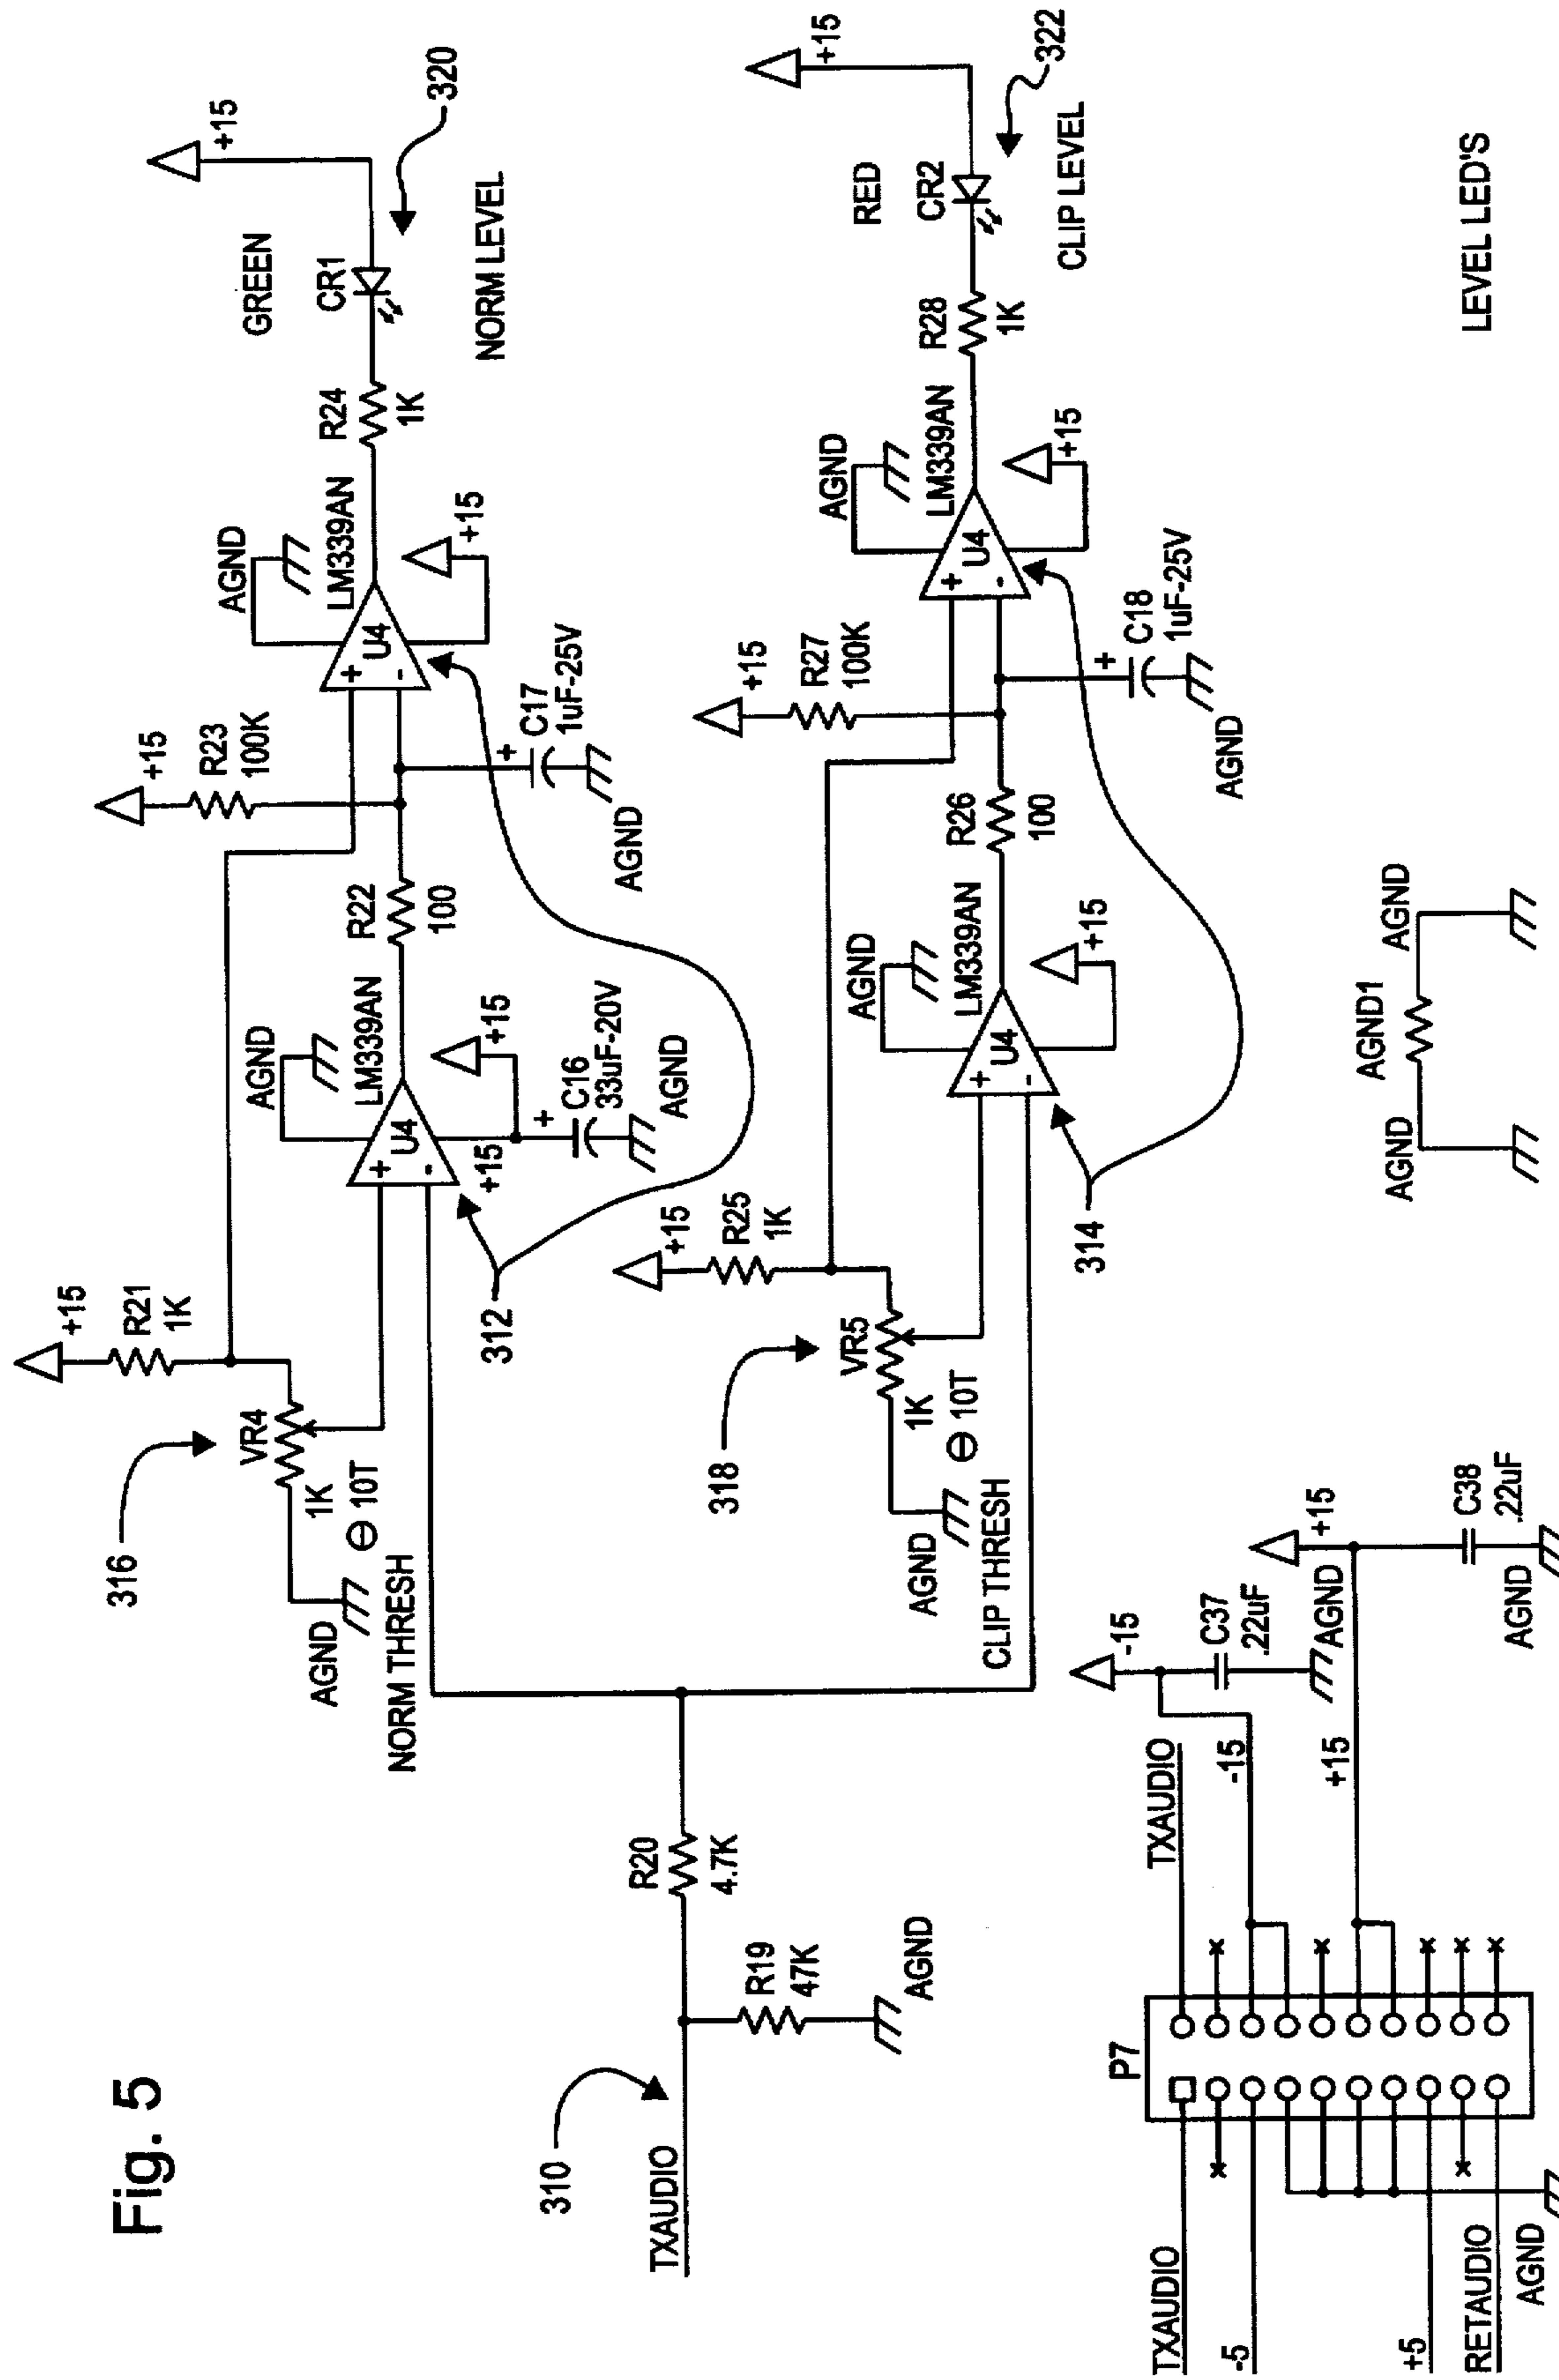 Fig. 5
316
+15
R21
1K
VR4
1K
10T
AGND
NORM THRESH
AGND
LM339AN
U4
+
-
+15
+15
+
C16
33uF-20V
AGND
312
R22
100
+15
R23
100K
+
C17
1uF-25V
AGND
AGND
LM339AN
U4
+
-
+15
R24
1K
GREEN
CR1
NORM LEVEL
+15
320
310
TXAUDIO
R19
47K
AGND
R20
4.7K
318
+15
R25
1K
VR5
1K
10T
AGND
CLIP THRESH
AGND
LM339AN
U4
+
-
+15
314
R26
100
+15
R27
100K
+
C18
1uF-25V
AGND
AGND
LM339AN
U4
+
-
+15
R28
1K
RED
CR2
CLIP LEVEL
+15
322
P7
TXAUDIO
-5
+5
RETAUDIO
AGND
TXAUDIO
-15
+15
-15
C37
.22uF
AGND
+15
C38
.22uF
AGND
AGND
AGND1
AGND
LEVEL LED'S